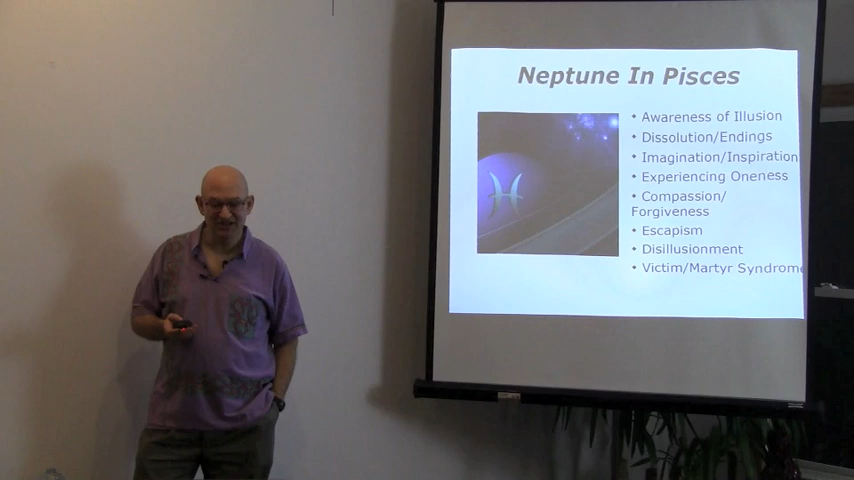 Neptune In Pisces
• Awareness of Illusion
• Dissolution/Endings
• Imagination/Inspiration
• Experiencing Oneness
• Compassion/
Forgiveness
• Escapism
• Disillusionment
• Victim/Martyr Syndrome